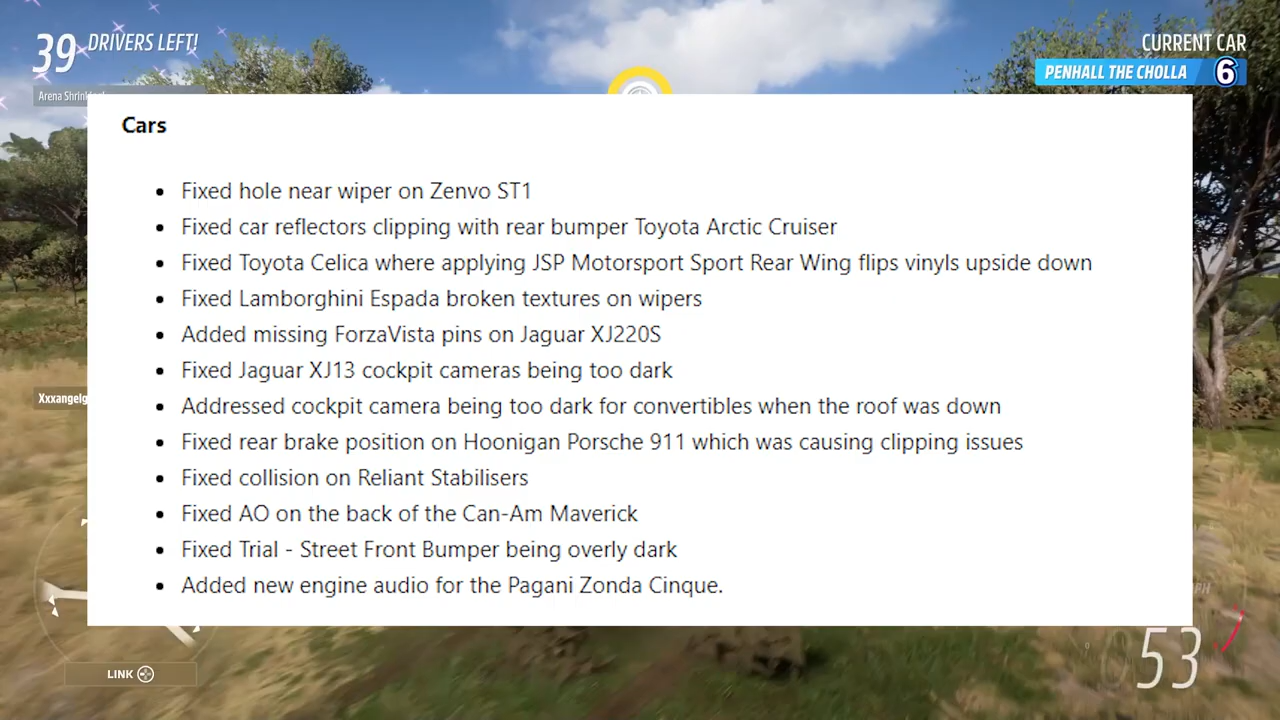 39 DRIVERS LEFT!
CURRENT CAR
PENHALL THE CHOLLA 6
Arena
Cars
Fixed hole near wiper on Zenvo ST1
Fixed car reflectors clipping with rear bumper Toyota Arctic Cruiser
Fixed Toyota Celica where applying JSP Motorsport Sport Rear Wing flips vinyls upside down
Fixed Lamborghini Espada broken textures on wipers
Added missing ForzaVista pins on Jaguar XJ220S
Fixed Jaguar XJ13 cockpit cameras being too dark
Addressed cockpit camera being too dark for convertibles when the roof was down
Fixed rear brake position on Hoonigan Porsche 911 which was causing clipping issues
Fixed collision on Reliant Stabilisers
Fixed AO on the back of the Can-Am Maverick
Fixed Trial - Street Front Bumper being overly dark
Added new engine audio for the Pagani Zonda Cinque.
53
LINK